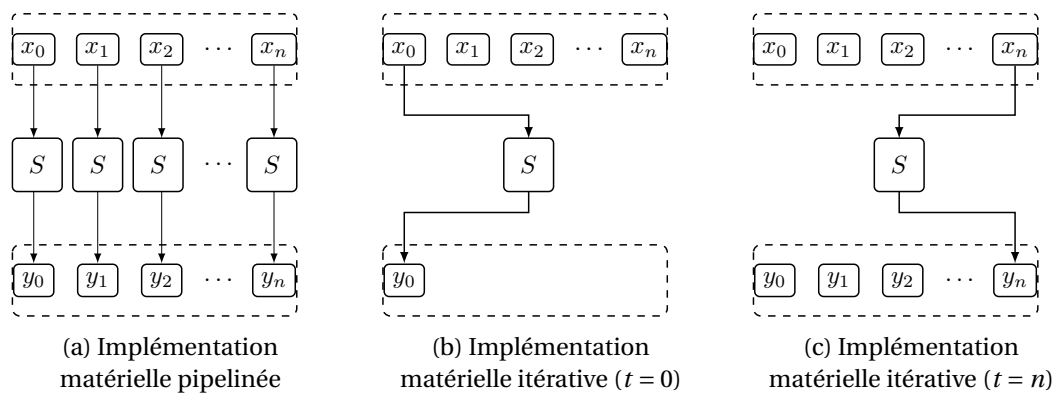 x₀ x₁ x₂ ⋯ xₙ x₀ x₁ x₂ ⋯ xₙ x₀ x₁ x₂ ⋯ xₙ
S S S ⋯ S S S
y₀ y₁ y₂ ⋯ yₙ y₀ y₀ y₁ y₂ ⋯ yₙ
(a) Implémentation
matérielle pipelinée
(b) Implémentation
matérielle itérative (t = 0)
(c) Implémentation
matérielle itérative (t = n)